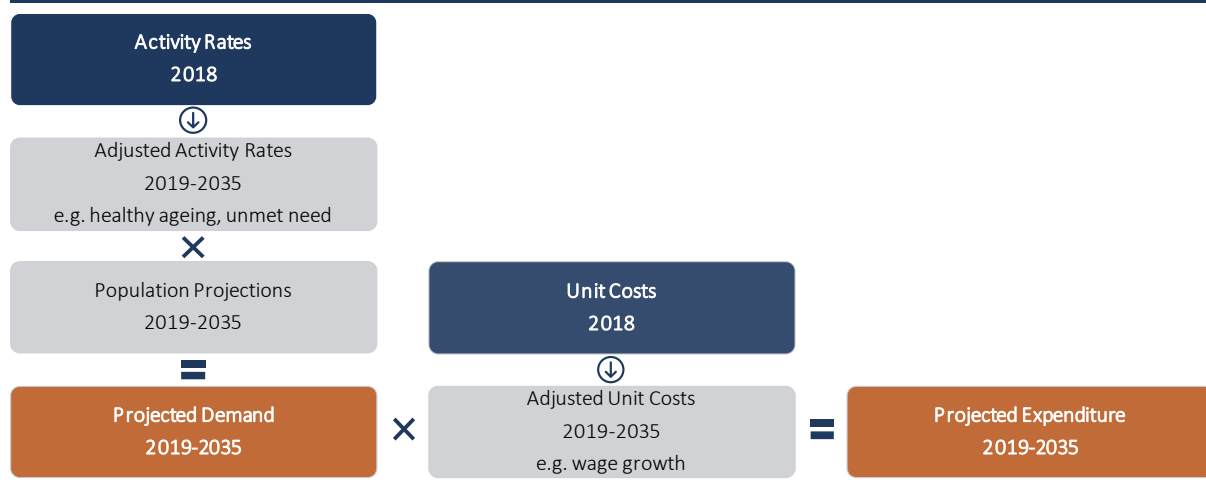 Activity Rates
2018
Adjusted Activity Rates
2019-2035
e.g. healthy ageing, unmet need
Population Projections
2019-2035
Unit Costs
2018
Projected Demand
2019-2035
Adjusted Unit Costs
2019-2035
e.g. wage growth
Projected Expenditure
2019-2035